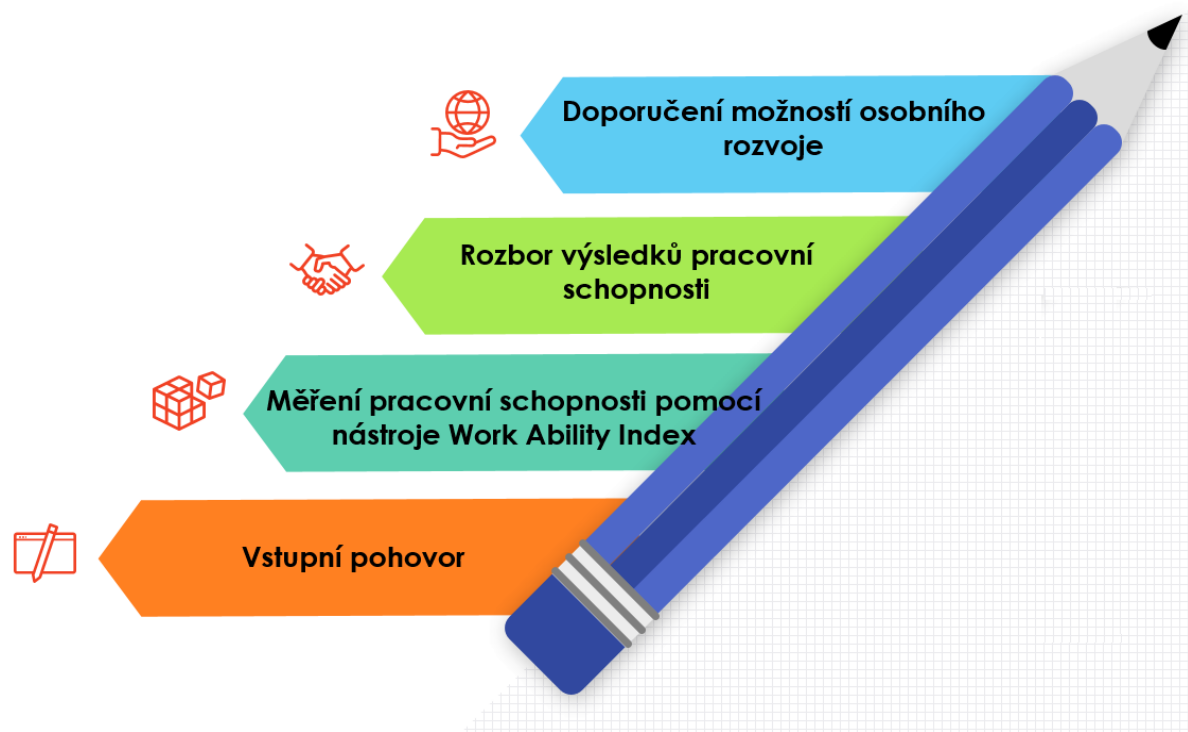 Doporučení možností osobního
rozvoje
Rozbor výsledků pracovní
schopnosti
Měření pracovní schopnosti pomocí
nástroje Work Ability Index
Vstupní pohovor